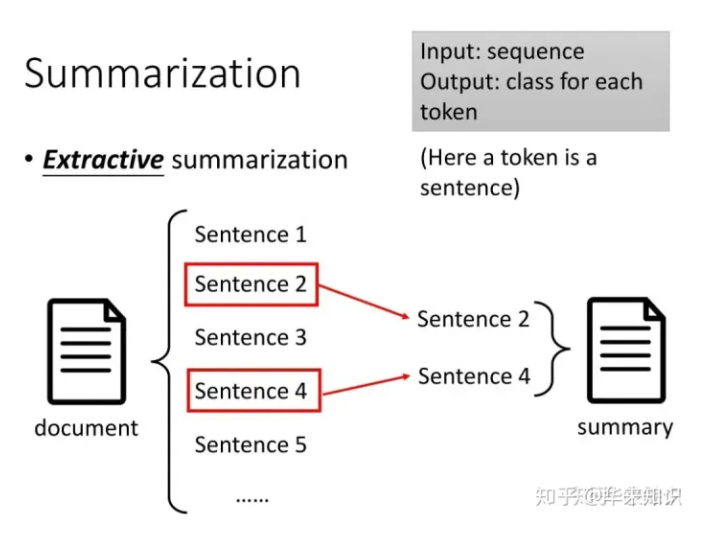 Summarization
Input: sequence
Output: class for each
token
• Extractive summarization
(Here a token is a
sentence)
Sentence 1
Sentence 2
Sentence 3
Sentence 4
Sentence 5
......
Sentence 2
Sentence 4
document
summary
知乎